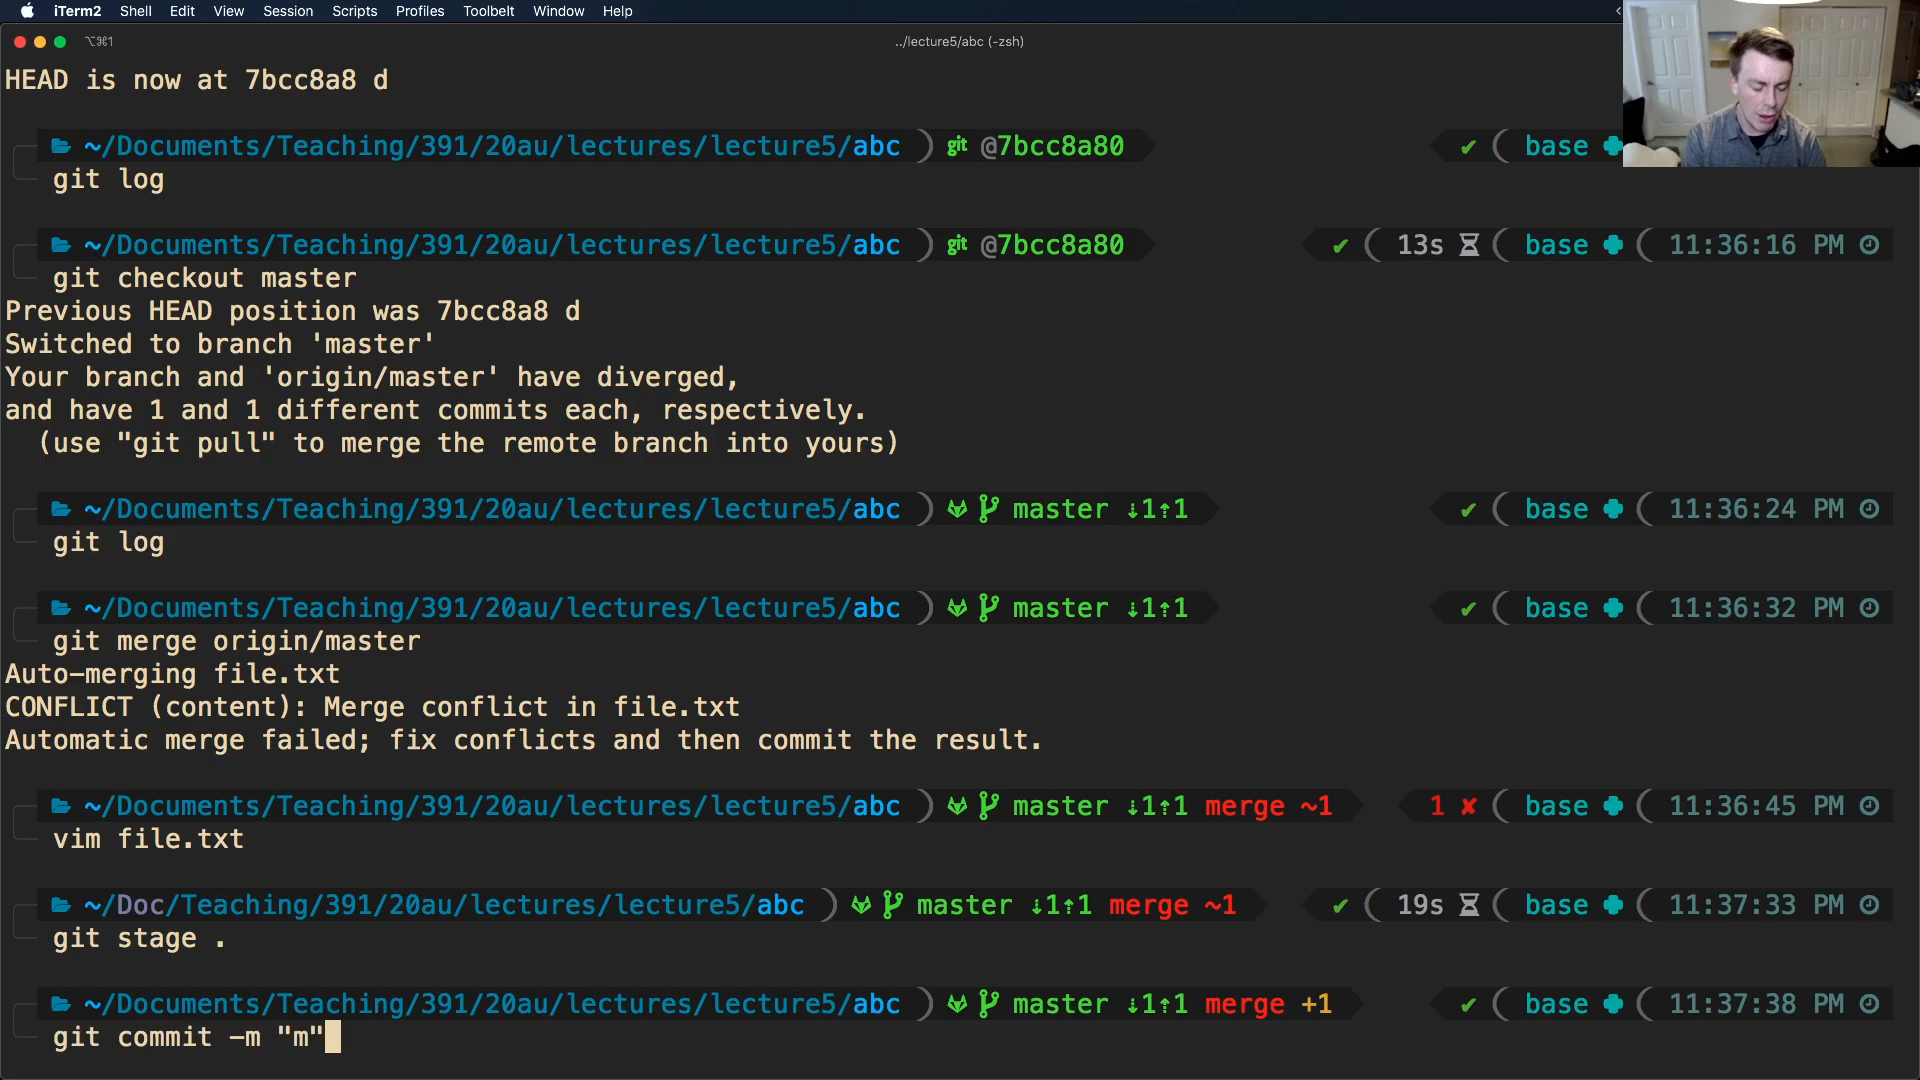 iTerm2 Shell Edit View Session Scripts Profiles Toolbelt Window Help
⌥⌘1 ../lecture5/abc (-zsh)
HEAD is now at 7bcc8a8 d
~/Documents/Teaching/391/20au/lectures/lecture5/abc git @7bcc8a80 ✔ base
git log
~/Documents/Teaching/391/20au/lectures/lecture5/abc git @7bcc8a80 ✔ 13s base 11:36:16 PM
git checkout master
Previous HEAD position was 7bcc8a8 d
Switched to branch 'master'
Your branch and 'origin/master' have diverged,
and have 1 and 1 different commits each, respectively.
(use "git pull" to merge the remote branch into yours)
~/Documents/Teaching/391/20au/lectures/lecture5/abc master ⇣1⇡1 ✔ base 11:36:24 PM
git log
~/Documents/Teaching/391/20au/lectures/lecture5/abc master ⇣1⇡1 ✔ base 11:36:32 PM
git merge origin/master
Auto-merging file.txt
CONFLICT (content): Merge conflict in file.txt
Automatic merge failed; fix conflicts and then commit the result.
~/Documents/Teaching/391/20au/lectures/lecture5/abc master ⇣1⇡1 merge ~1 1 ✘ base 11:36:45 PM
vim file.txt
~/Doc/Teaching/391/20au/lectures/lecture5/abc master ⇣1⇡1 merge ~1 ✔ 19s base 11:37:33 PM
git stage .
~/Documents/Teaching/391/20au/lectures/lecture5/abc master ⇣1⇡1 merge +1 ✔ base 11:37:38 PM
git commit -m "m"